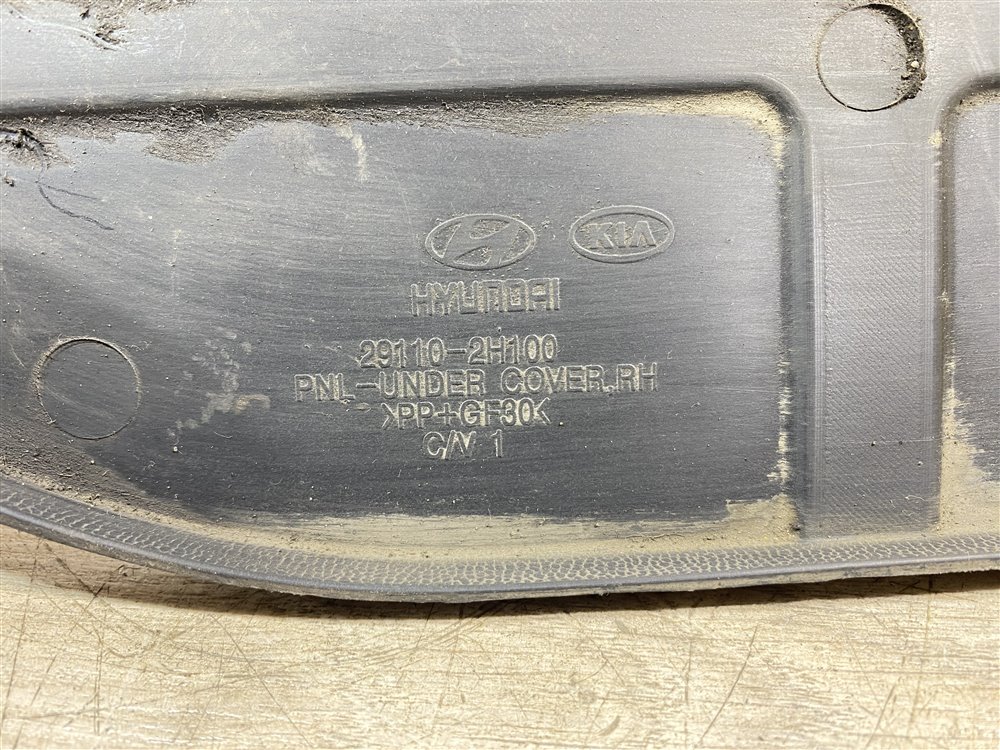 KIA
HYUNDAI
29110-2H100
PNL-UNDER COVER.RH
>PP+GF30<
C/V 1